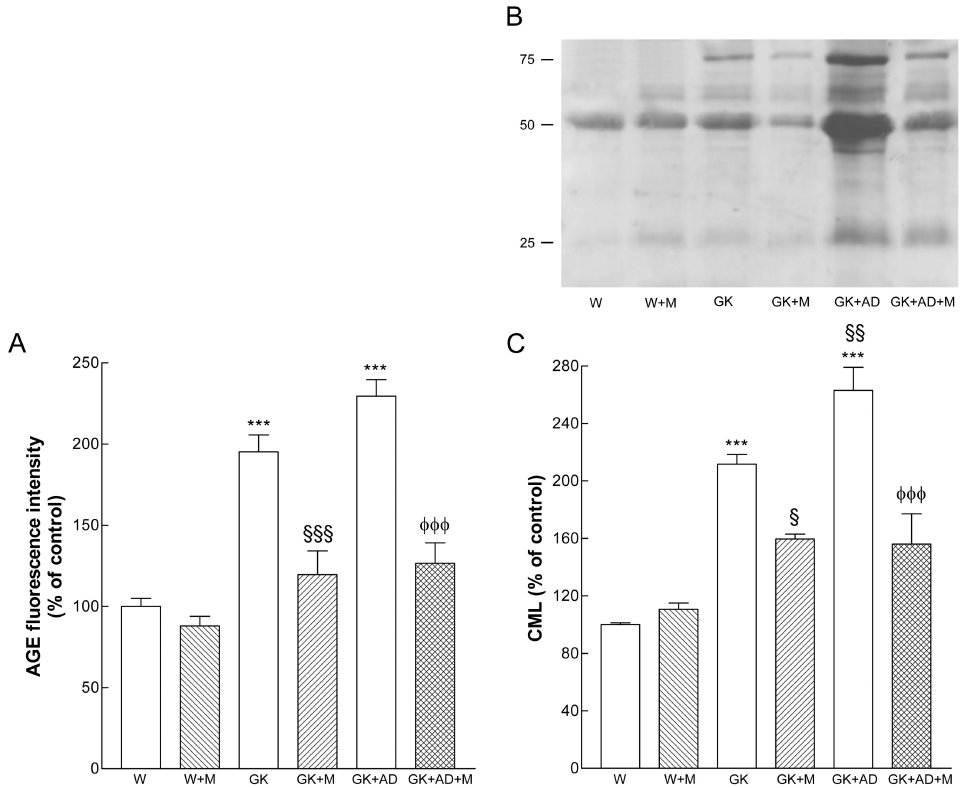 B
75
50
25
W W+M GK GK+M GK+AD GK+AD+M
A
AGE fluorescence intensity
(% of control)
250
200
150
100
50
0
***
***
§§§
ϕϕϕ
W W+M GK GK+M GK+AD GK+AD+M
C
CML (% of control)
280
240
200
160
120
80
40
0
§§
***
***
§
ϕϕϕ
W W+M GK GK+M GK+AD GK+AD+M